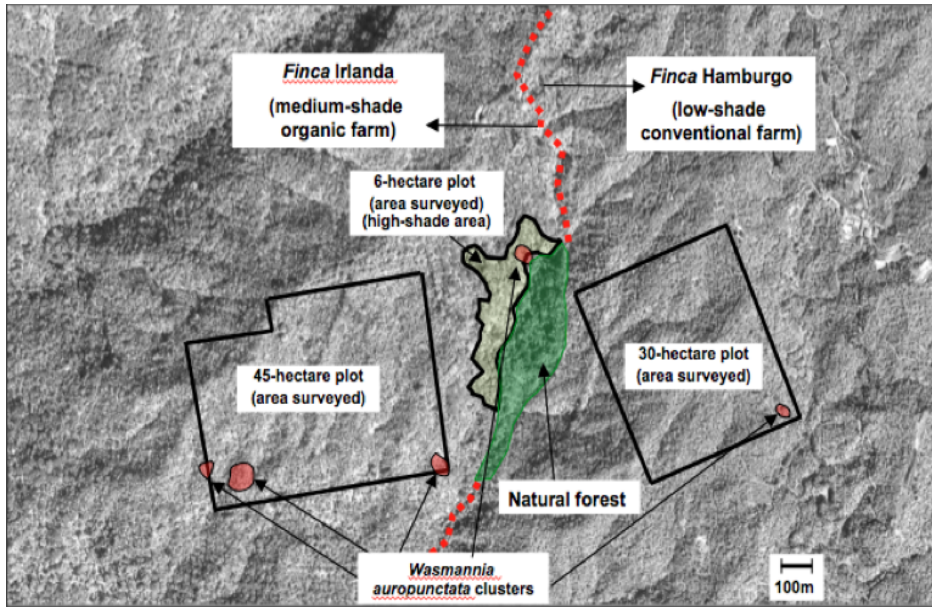 Finca Irlanda
(medium-shade
organic farm)
Finca Hamburgo
(low-shade
conventional farm)
6-hectare plot
(area surveyed)
(high-shade area)
45-hectare plot
(area surveyed)
30-hectare plot
(area surveyed)
Natural forest
Wasmannia
auropunctata clusters
100m